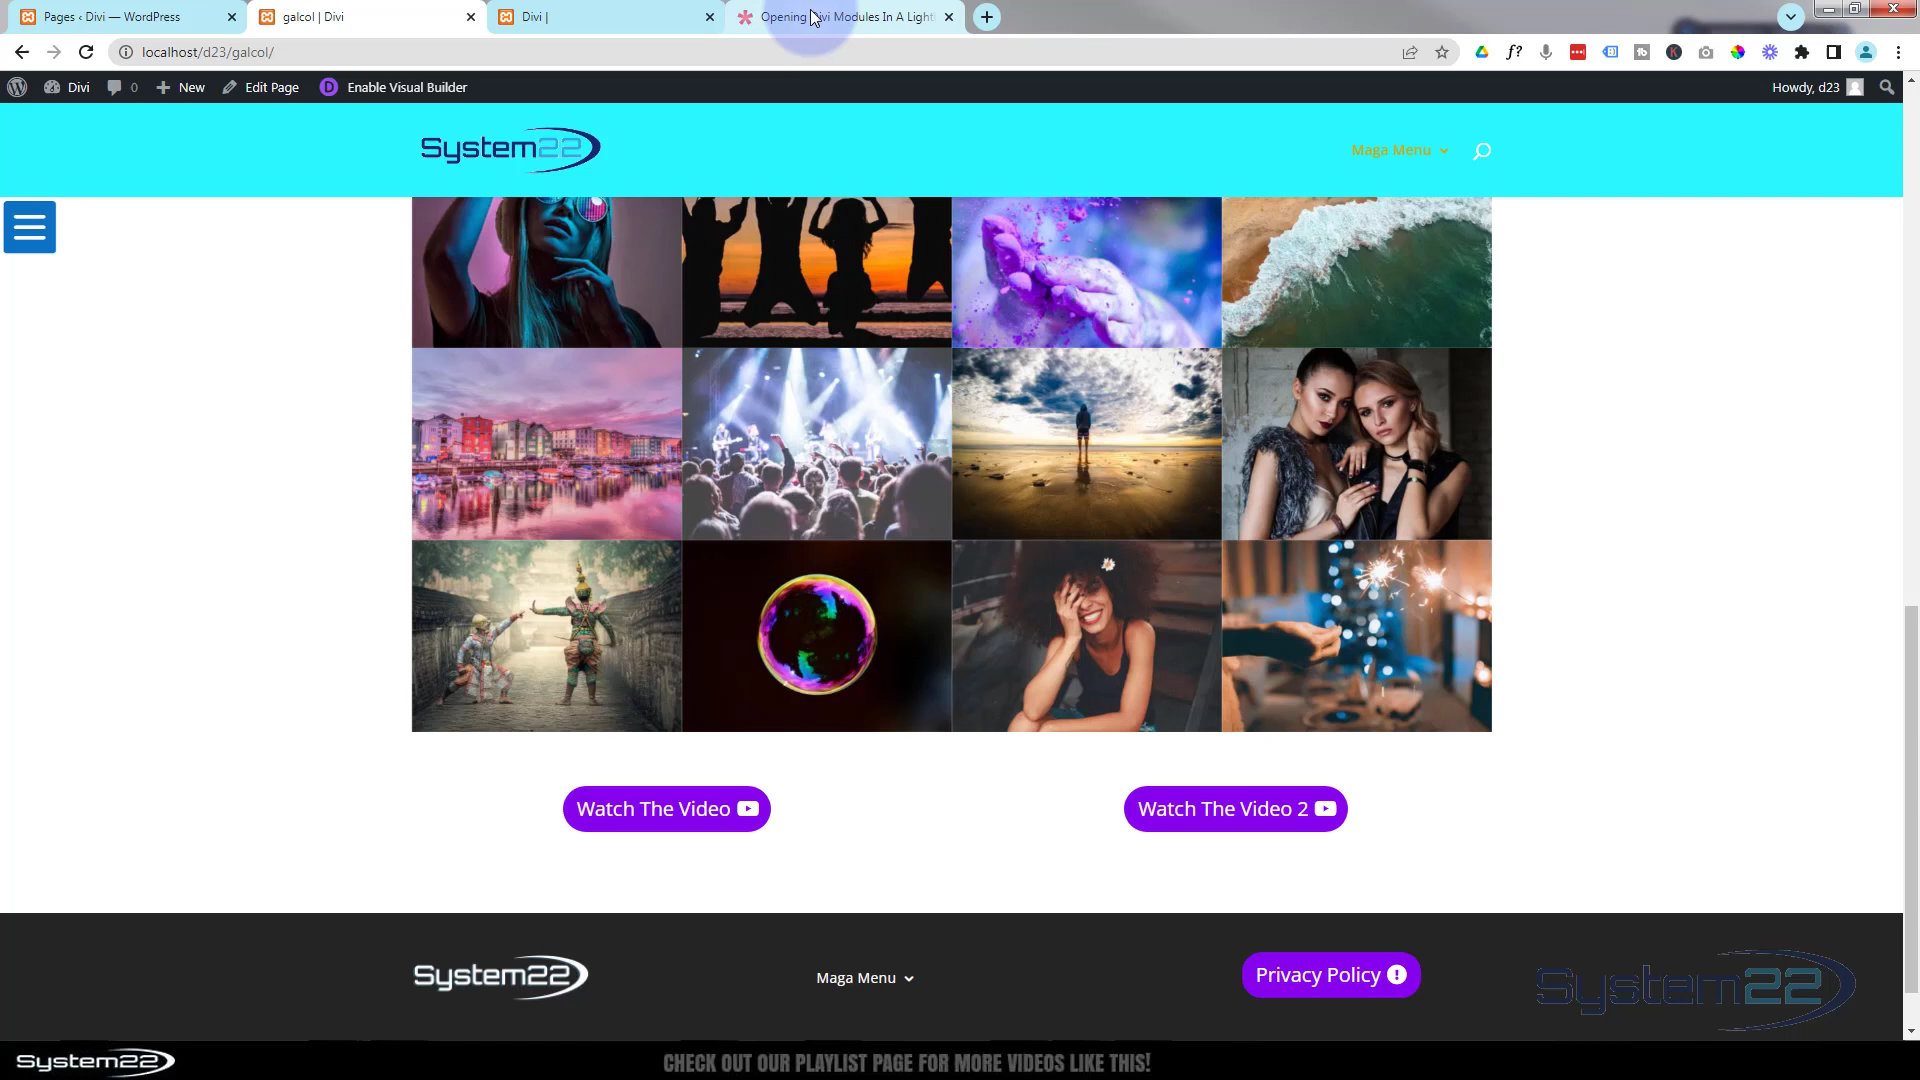 Pages ‹ Divi — WordPress
galcol | Divi
Divi |
Opening Divi Modules In A Light
localhost/d23/galcol/
Divi
0
New
Edit Page
Enable Visual Builder
Howdy, d23
System22
Maga Menu
Watch The Video
Watch The Video 2
System22
Maga Menu
Privacy Policy
System22
System22
CHECK OUT OUR PLAYLIST PAGE FOR MORE VIDEOS LIKE THIS!